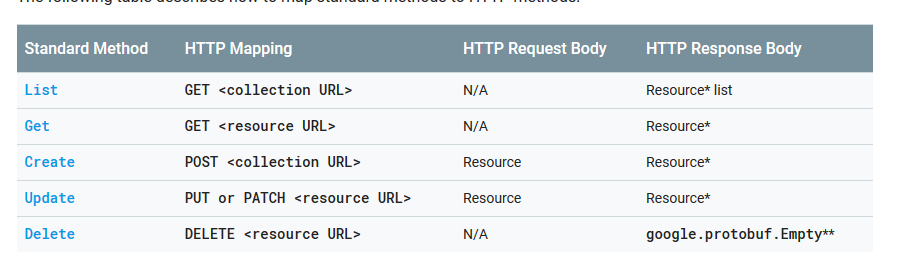 The following table describes how to map standard methods to HTTP methods:
Standard Method HTTP Mapping HTTP Request Body HTTP Response Body
List GET <collection URL> N/A Resource* list
Get GET <resource URL> N/A Resource*
Create POST <collection URL> Resource Resource*
Update PUT or PATCH <resource URL> Resource Resource*
Delete DELETE <resource URL> N/A google.protobuf.Empty**